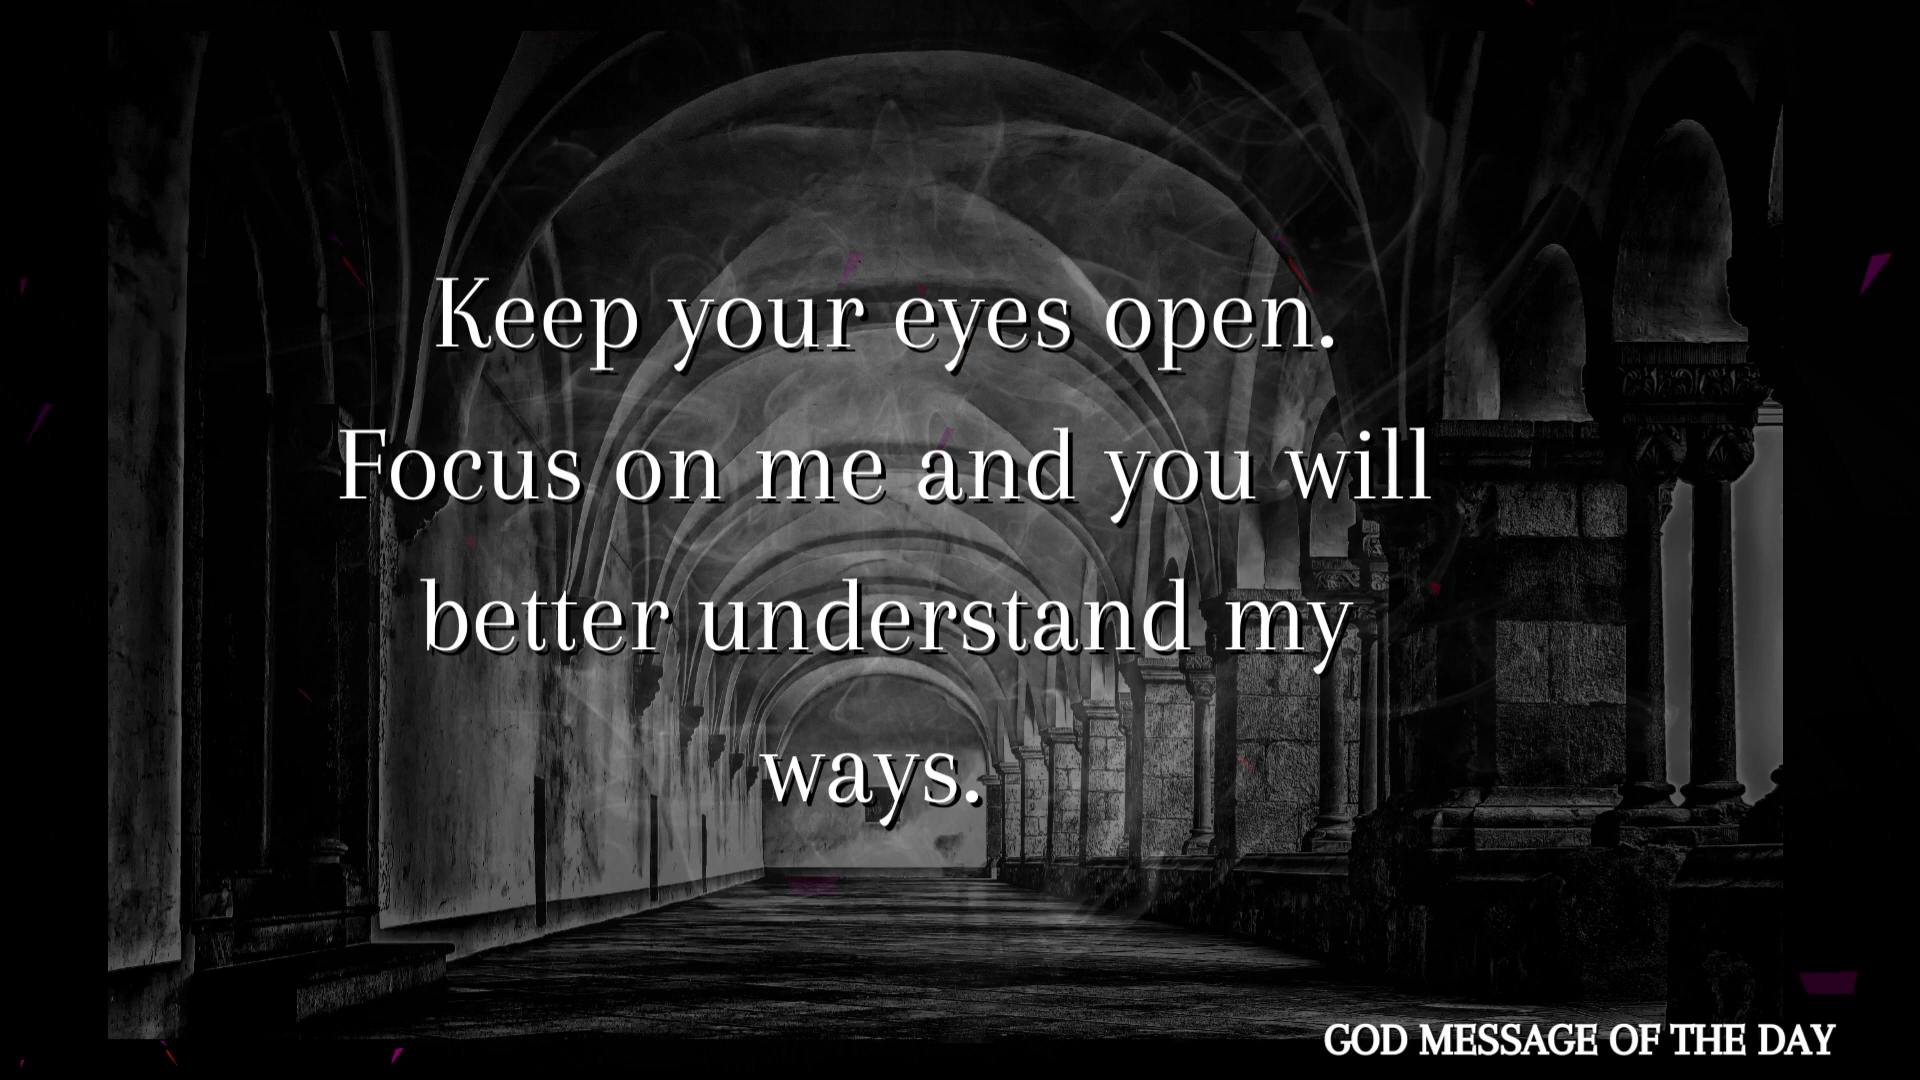 Keep your eyes open.
Focus on me and you will
better understand my
ways.
GOD MESSAGE OF THE DAY